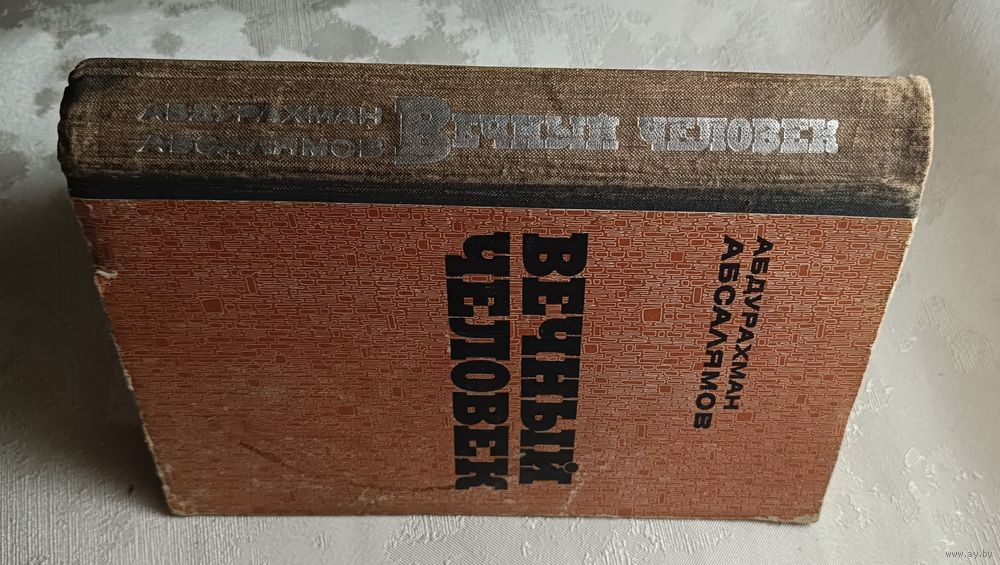 АБДУРАХМАН
АБСАЛЯМОВ
ВЕЧНЫЙ ЧЕЛОВЕК
АБДУРАХМАН
АБСАЛЯМОВ
ВЕЧНЫЙ
ЧЕЛОВЕК
www.ay.by